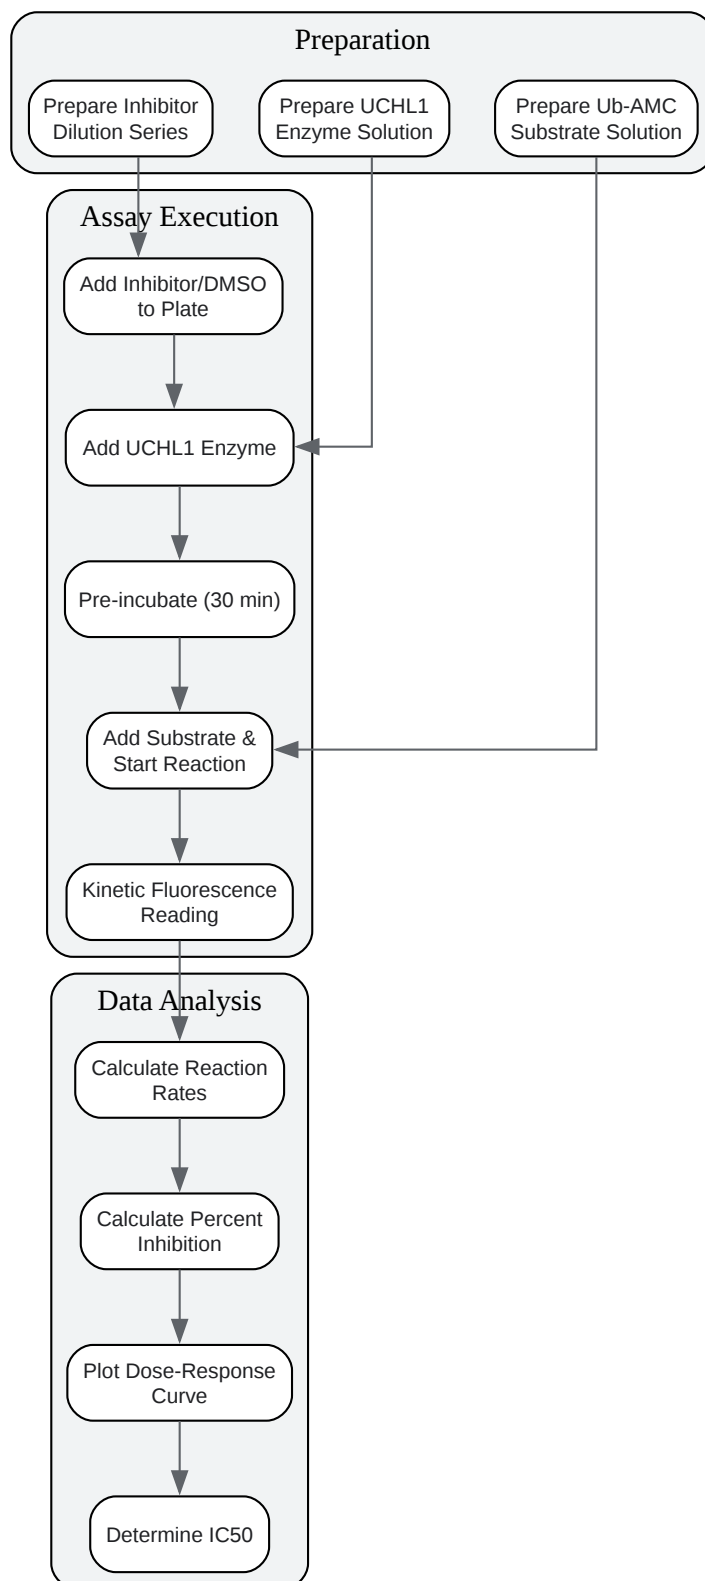 Preparation
Prepare Inhibitor
Dilution Series
Prepare UCHL1
Enzyme Solution
Prepare Ub-AMC
Substrate Solution
Assay Execution
Add Inhibitor/DMSO
to Plate
Add UCHL1 Enzyme
Pre-incubate (30 min)
Add Substrate &
Start Reaction
Kinetic Fluorescence
Reading
Data Analysis
Calculate Reaction
Rates
Calculate Percent
Inhibition
Plot Dose-Response
Curve
Determine IC50